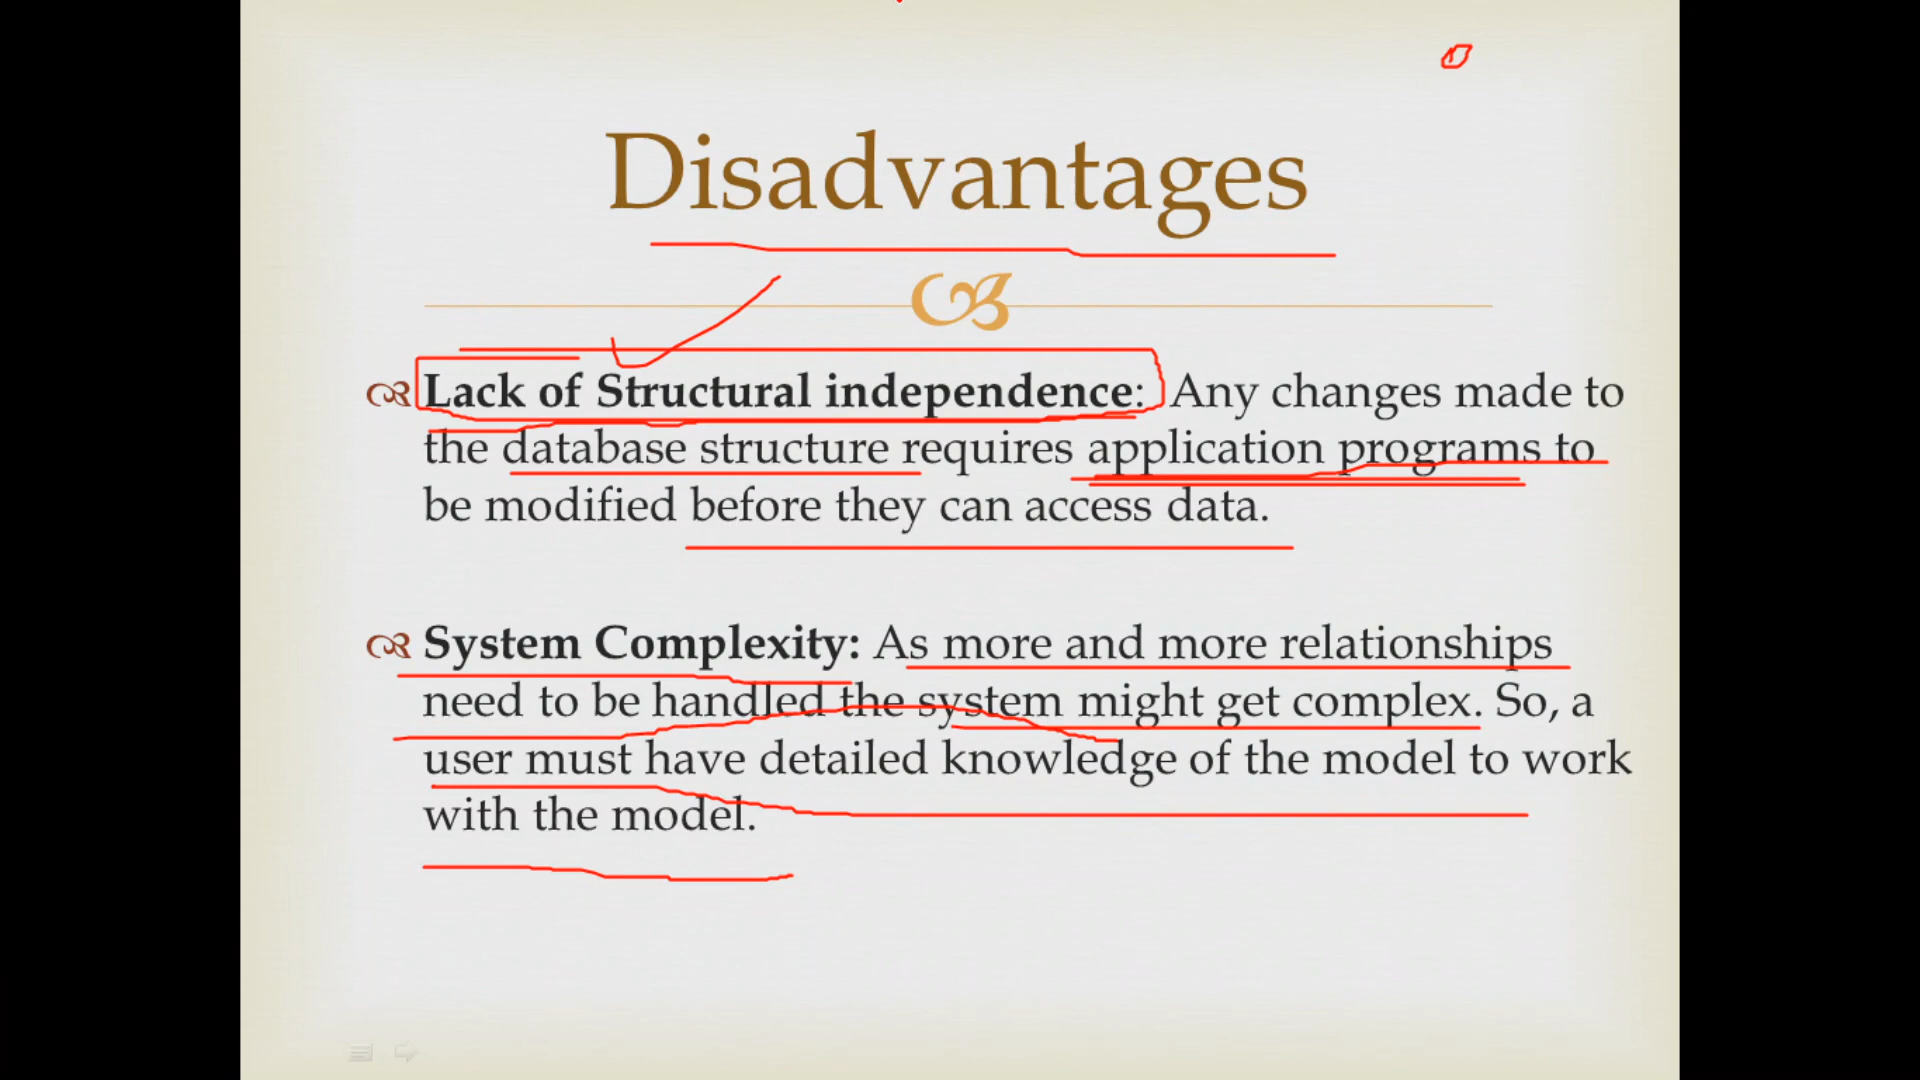 Disadvantages
Lack of Structural independence: Any changes made to
the database structure requires application programs to
be modified before they can access data.
System Complexity: As more and more relationships
need to be handled the system might get complex. So, a
user must have detailed knowledge of the model to work
with the model.